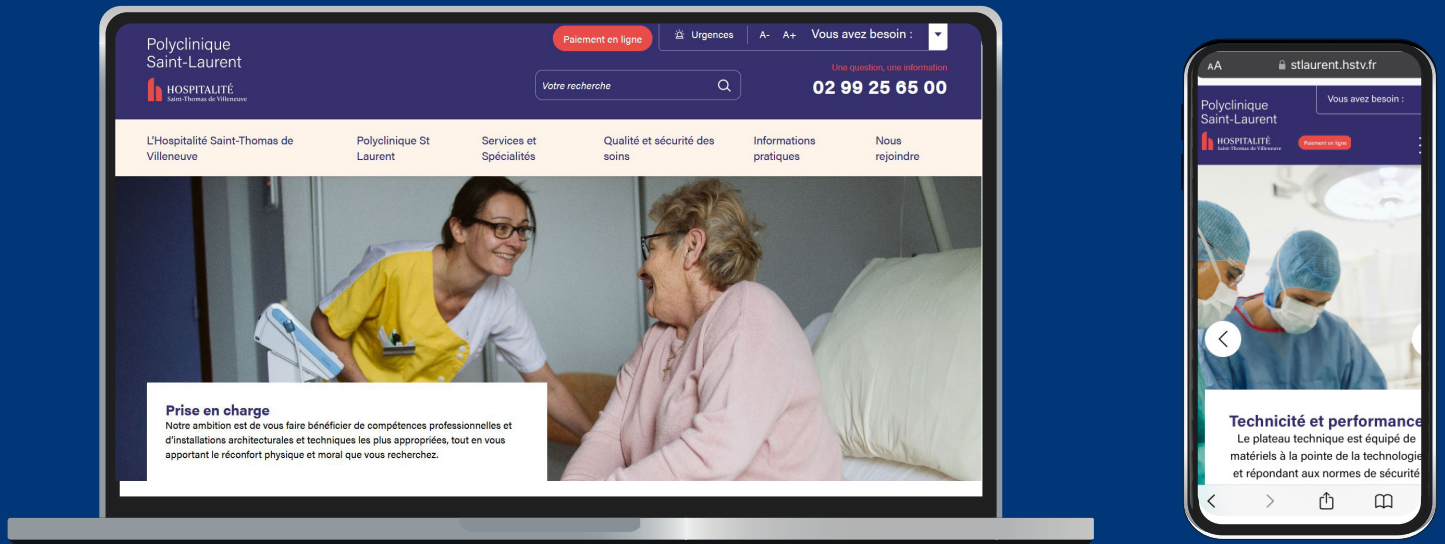 Polyclinique
Saint-Laurent
HOSPITALITÉ
Saint-Thomas de Villeneuve
Paiement en ligne
Urgences
A- A+
Vous avez besoin :
Une question, une information
Votre recherche
02 99 25 65 00
L'Hospitalité Saint-Thomas de
Villeneuve
Polyclinique St
Laurent
Services et
Spécialités
Qualité et sécurité des
soins
Informations
pratiques
Nous
rejoindre
Prise en charge
Notre ambition est de vous faire bénéficier de compétences professionnelles et
d'installations architecturales et techniques les plus appropriées, tout en vous
apportant le réconfort physique et moral que vous recherchez.
AA
stlaurent.hstv.fr
Polyclinique
Saint-Laurent
Vous avez besoin :
HOSPITALITÉ
Saint-Thomas de Villeneuve
Paiement en ligne
Technicité et performance
Le plateau technique est équipé de
matériels à la pointe de la technologie
et répondant aux normes de sécurité